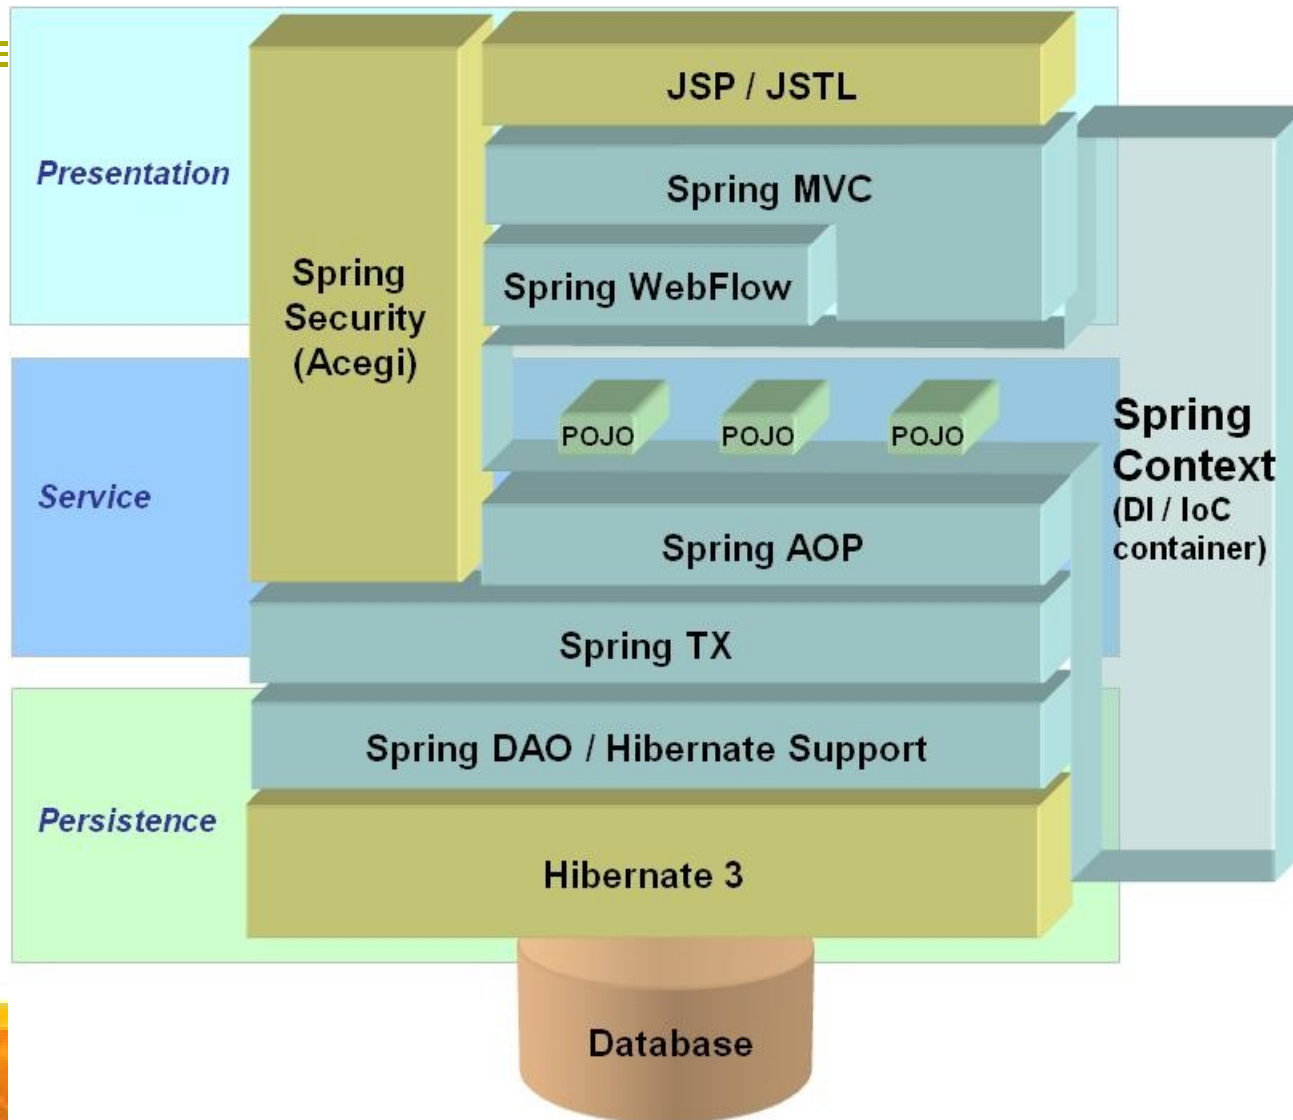 JSP / JSTL
Presentation
Spring MVC
Spring
Security
(Acegi)
Spring WebFlow
POJO
POJO
POJO
Spring
Context
(DI / IoC
container)
Service
Spring AOP
Spring TX
Spring DAO / Hibernate Support
Persistence
Hibernate 3
Database